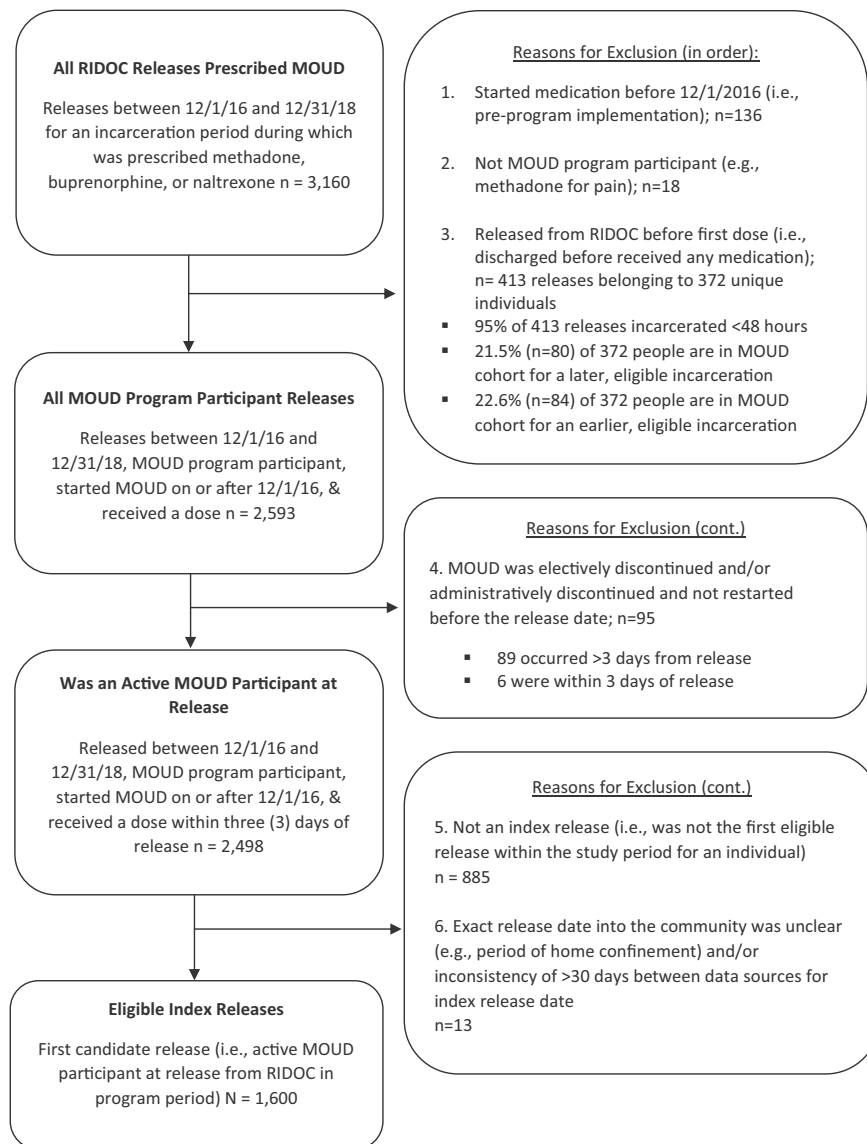 All RIDOC Releases Prescribed MOUD
Releases between 12/1/16 and 12/31/18
for an incarceration period during which
was prescribed methadone,
buprenorphine, or naltrexone n = 3,160
Reasons for Exclusion (in order):
1. Started medication before 12/1/2016 (i.e.,
pre-program implementation); n=136
2. Not MOUD program participant (e.g.,
methadone for pain); n=18
3. Released from RIDOC before first dose (i.e.,
discharged before received any medication);
n= 413 releases belonging to 372 unique
individuals
▪ 95% of 413 releases incarcerated <48 hours
▪ 21.5% (n=80) of 372 people are in MOUD
cohort for a later, eligible incarceration
▪ 22.6% (n=84) of 372 people are in MOUD
cohort for an earlier, eligible incarceration
All MOUD Program Participant Releases
Releases between 12/1/16 and
12/31/18, MOUD program participant,
started MOUD on or after 12/1/16, &
received a dose n = 2,593
Reasons for Exclusion (cont.)
4. MOUD was electively discontinued and/or
administratively discontinued and not restarted
before the release date; n=95
▪ 89 occurred >3 days from release
▪ 6 were within 3 days of release
Was an Active MOUD Participant at
Release
Released between 12/1/16 and
12/31/18, MOUD program participant,
started MOUD on or after 12/1/16, &
received a dose within three (3) days of
release n = 2,498
Reasons for Exclusion (cont.)
5. Not an index release (i.e., was not the first eligible
release within the study period for an individual)
n = 885
6. Exact release date into the community was unclear
(e.g., period of home confinement) and/or
inconsistency of >30 days between data sources for
index release date
n=13
Eligible Index Releases
First candidate release (i.e., active MOUD
participant at release from RIDOC in
program period) N = 1,600